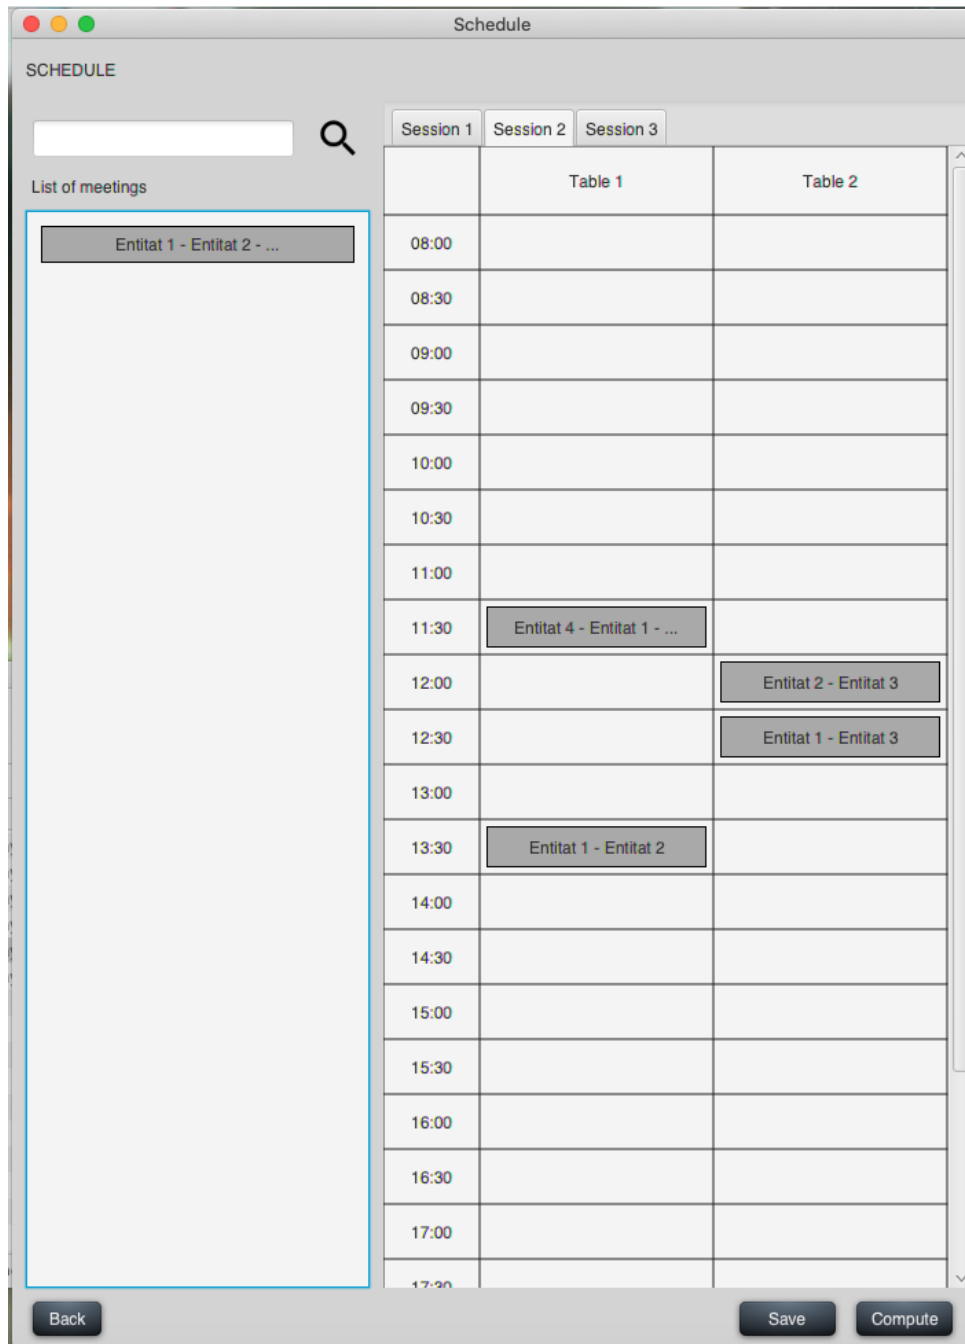 Schedule
SCHEDULE
List of meetings
Entitat 1 - Entitat 2 - ...
Session 1 Session 2 Session 3
Table 1 Table 2
08:00
08:30
09:00
09:30
10:00
10:30
11:00
11:30 Entitat 4 - Entitat 1 - ...
12:00 Entitat 2 - Entitat 3
12:30 Entitat 1 - Entitat 3
13:00
13:30 Entitat 1 - Entitat 2
14:00
14:30
15:00
15:30
16:00
16:30
17:00
17:30
Back Save Compute